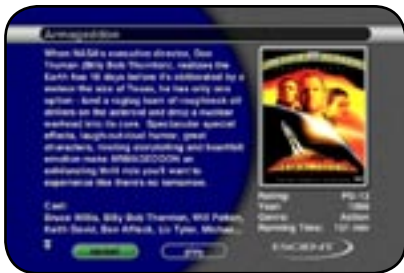 Armageddon
When NASA's executive director, Dan
Truman (Billy Bob Thornton), realizes the
Earth has 18 days before it's obliterated by a
meteor the size of Texas, he has only one
option - land a ragtag team of roughneck oil
drillers on the asteroid and drop a nuclear
warhead into its core. Spectacular special
effects, laugh-out-loud humor, great
characters, riveting storytelling and heartfelt
emotion make ARMAGEDDON an
exhilarating thrill ride you'll want to
experience like there's no tomorrow.
Cast:
Bruce Willis, Billy Bob Thornton, Will Patton,
Keith David, Ben Affleck, Liv Tyler, Michael...
Rating: PG-13
Year: 1998
Genre: Action
Running Time: 151 min
ESCIENT